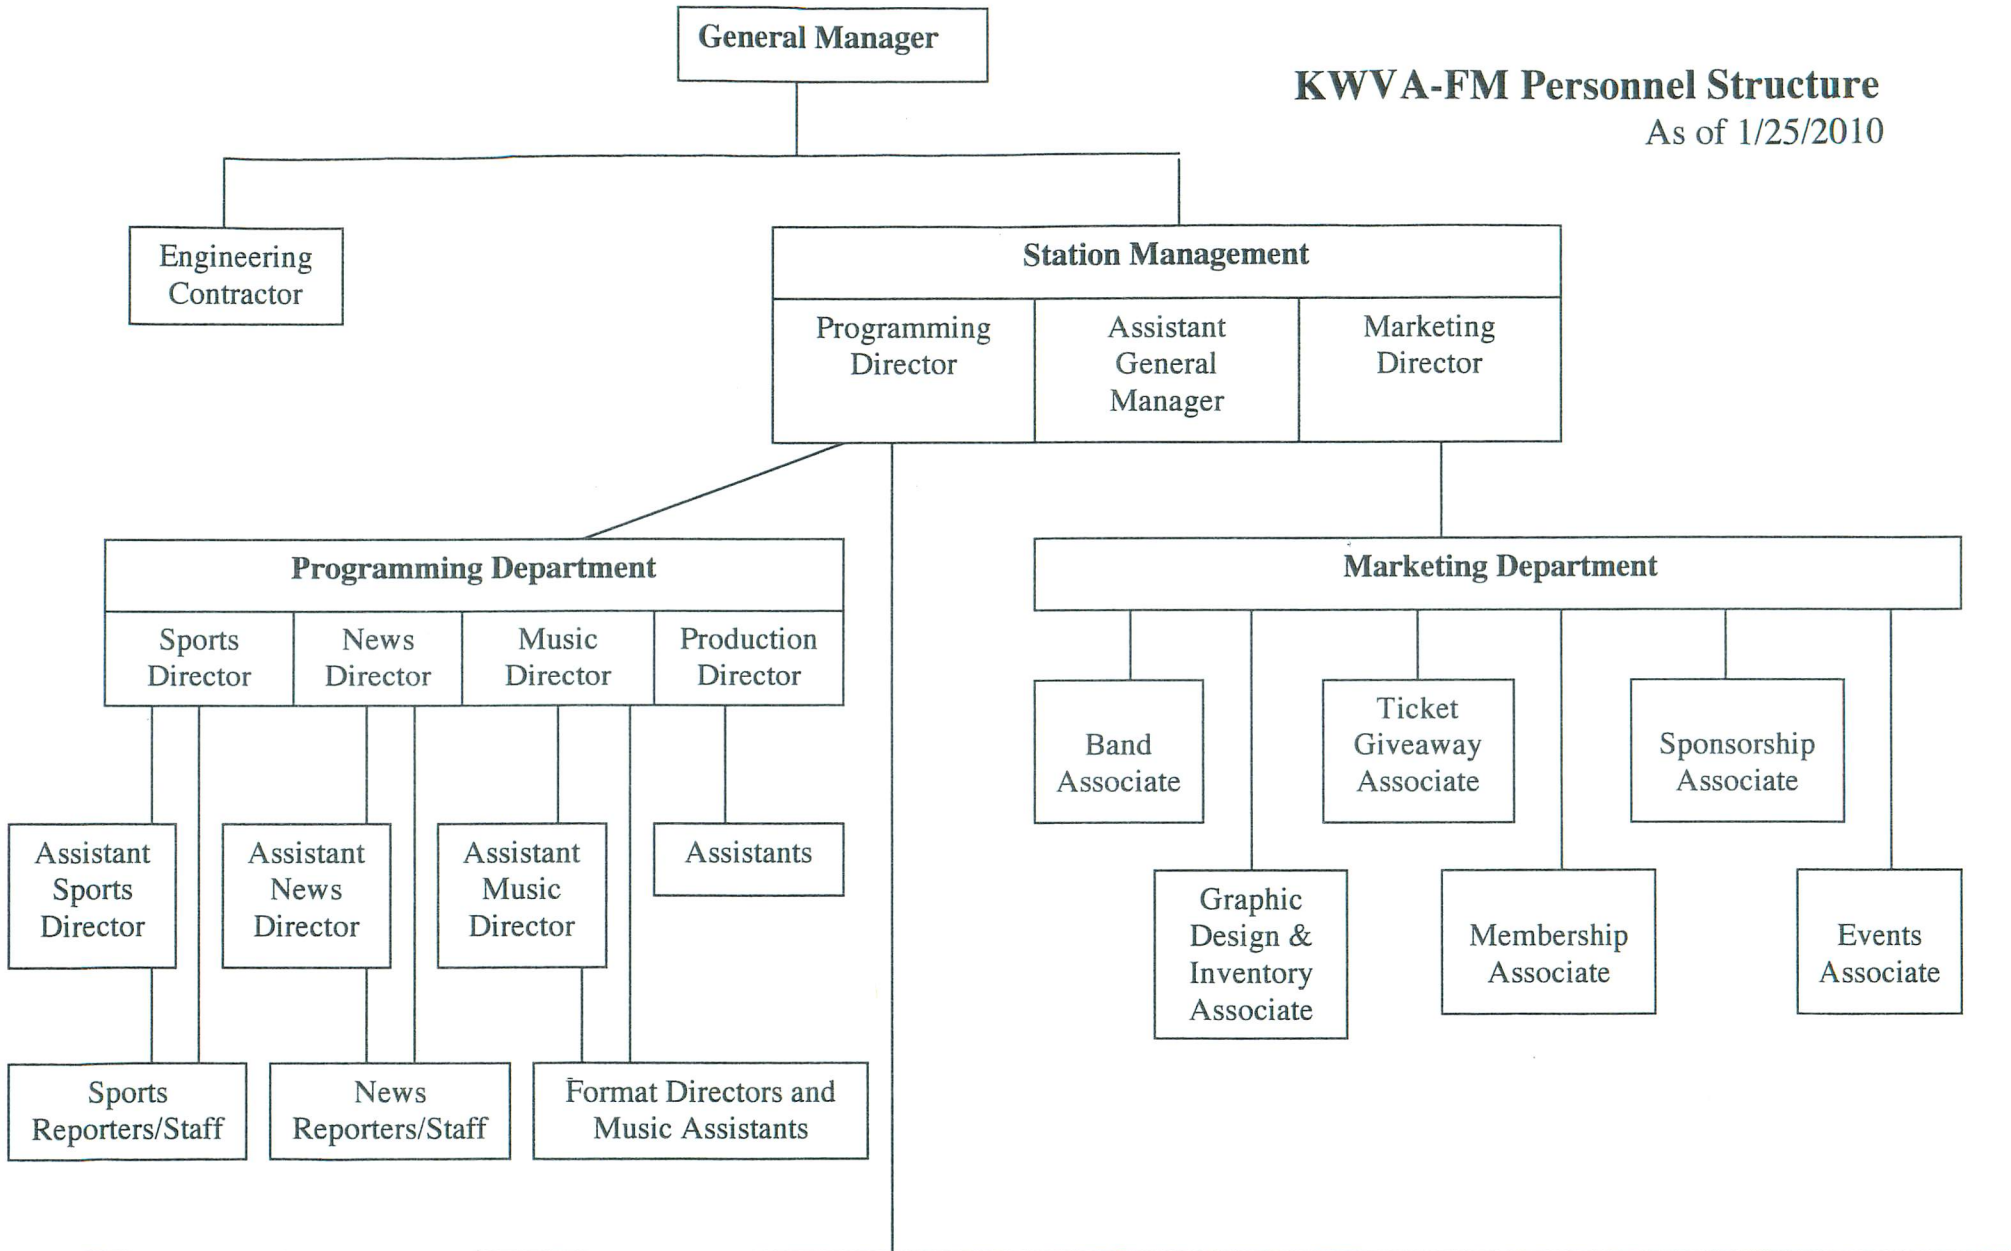 General Manager
KWVA-FM Personnel Structure
As of 1/25/2010
Engineering
Contractor
Station Management
Programming
Director
Assistant
General
Manager
Marketing
Director
Programming Department
Sports
Director
News
Director
Music
Director
Production
Director
Marketing Department
Band
Associate
Ticket
Giveaway
Associate
Sponsorship
Associate
Assistant
Sports
Director
Assistant
News
Director
Assistant
Music
Director
Assistants
Graphic
Design &
Inventory
Associate
Membership
Associate
Events
Associate
Sports
Reporters/Staff
News
Reporters/Staff
Format Directors and
Music Assistants